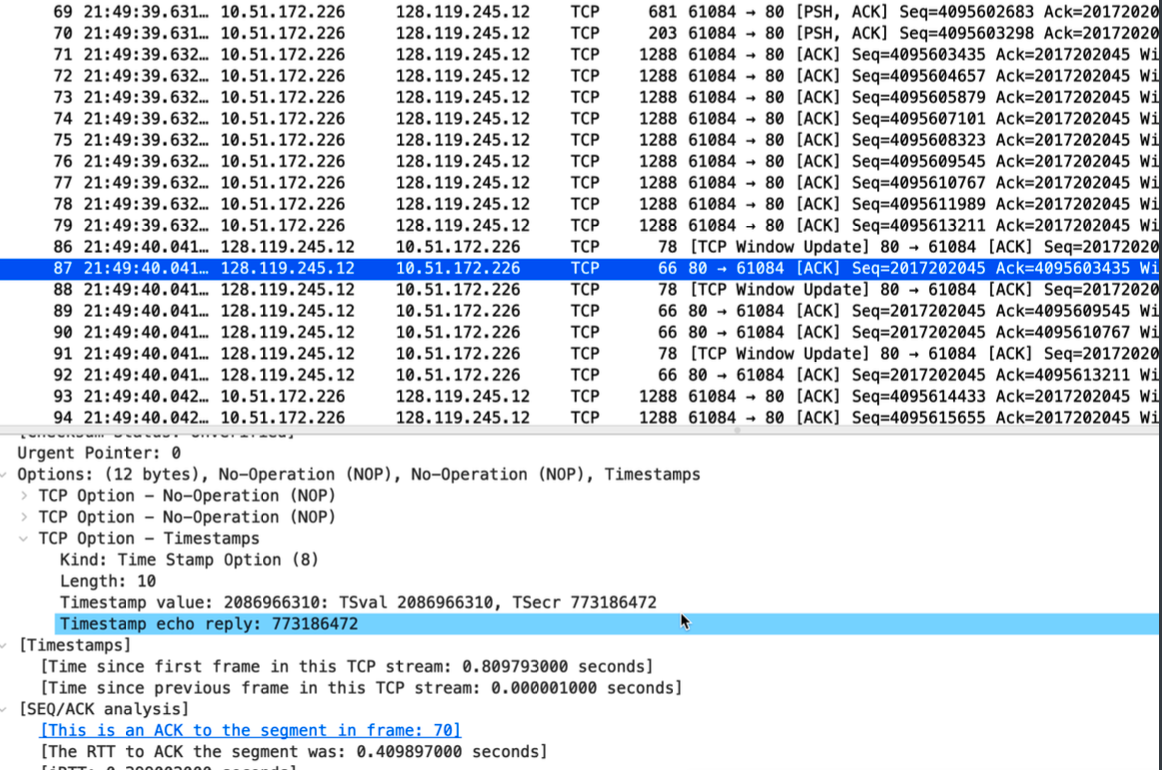 69 21:49:39.631… 10.51.172.226 128.119.245.12 TCP 681 61084 → 80 [PSH, ACK] Seq=4095602683 Ack=20172020
70 21:49:39.631… 10.51.172.226 128.119.245.12 TCP 203 61084 → 80 [PSH, ACK] Seq=4095603298 Ack=20172020
71 21:49:39.632… 10.51.172.226 128.119.245.12 TCP 1288 61084 → 80 [ACK] Seq=4095603435 Ack=2017202045 Wi
72 21:49:39.632… 10.51.172.226 128.119.245.12 TCP 1288 61084 → 80 [ACK] Seq=4095604657 Ack=2017202045 Wi
73 21:49:39.632… 10.51.172.226 128.119.245.12 TCP 1288 61084 → 80 [ACK] Seq=4095605879 Ack=2017202045 Wi
74 21:49:39.632… 10.51.172.226 128.119.245.12 TCP 1288 61084 → 80 [ACK] Seq=4095607101 Ack=2017202045 Wi
75 21:49:39.632… 10.51.172.226 128.119.245.12 TCP 1288 61084 → 80 [ACK] Seq=4095608323 Ack=2017202045 Wi
76 21:49:39.632… 10.51.172.226 128.119.245.12 TCP 1288 61084 → 80 [ACK] Seq=4095609545 Ack=2017202045 Wi
77 21:49:39.632… 10.51.172.226 128.119.245.12 TCP 1288 61084 → 80 [ACK] Seq=4095610767 Ack=2017202045 Wi
78 21:49:39.632… 10.51.172.226 128.119.245.12 TCP 1288 61084 → 80 [ACK] Seq=4095611989 Ack=2017202045 Wi
79 21:49:39.632… 10.51.172.226 128.119.245.12 TCP 1288 61084 → 80 [ACK] Seq=4095613211 Ack=2017202045 Wi
86 21:49:40.041… 128.119.245.12 10.51.172.226 TCP 78 [TCP Window Update] 80 → 61084 [ACK] Seq=20172020
87 21:49:40.041… 128.119.245.12 10.51.172.226 TCP 66 80 → 61084 [ACK] Seq=2017202045 Ack=4095603435 Wi
88 21:49:40.041… 128.119.245.12 10.51.172.226 TCP 78 [TCP Window Update] 80 → 61084 [ACK] Seq=20172020
89 21:49:40.041… 128.119.245.12 10.51.172.226 TCP 66 80 → 61084 [ACK] Seq=2017202045 Ack=4095609545 Wi
90 21:49:40.041… 128.119.245.12 10.51.172.226 TCP 66 80 → 61084 [ACK] Seq=2017202045 Ack=4095610767 Wi
91 21:49:40.041… 128.119.245.12 10.51.172.226 TCP 78 [TCP Window Update] 80 → 61084 [ACK] Seq=20172020
92 21:49:40.041… 128.119.245.12 10.51.172.226 TCP 66 80 → 61084 [ACK] Seq=2017202045 Ack=4095613211 Wi
93 21:49:40.042… 10.51.172.226 128.119.245.12 TCP 1288 61084 → 80 [ACK] Seq=4095614433 Ack=2017202045 Wi
94 21:49:40.042… 10.51.172.226 128.119.245.12 TCP 1288 61084 → 80 [ACK] Seq=4095615655 Ack=2017202045 Wi
[Checksum Status: Unverified]
Urgent Pointer: 0
Options: (12 bytes), No-Operation (NOP), No-Operation (NOP), Timestamps
TCP Option – No-Operation (NOP)
TCP Option – No-Operation (NOP)
TCP Option – Timestamps
Kind: Time Stamp Option (8)
Length: 10
Timestamp value: 2086966310: TSval 2086966310, TSecr 773186472
Timestamp echo reply: 773186472
[Timestamps]
[Time since first frame in this TCP stream: 0.809793000 seconds]
[Time since previous frame in this TCP stream: 0.000001000 seconds]
[SEQ/ACK analysis]
[This is an ACK to the segment in frame: 70]
[The RTT to ACK the segment was: 0.409897000 seconds]